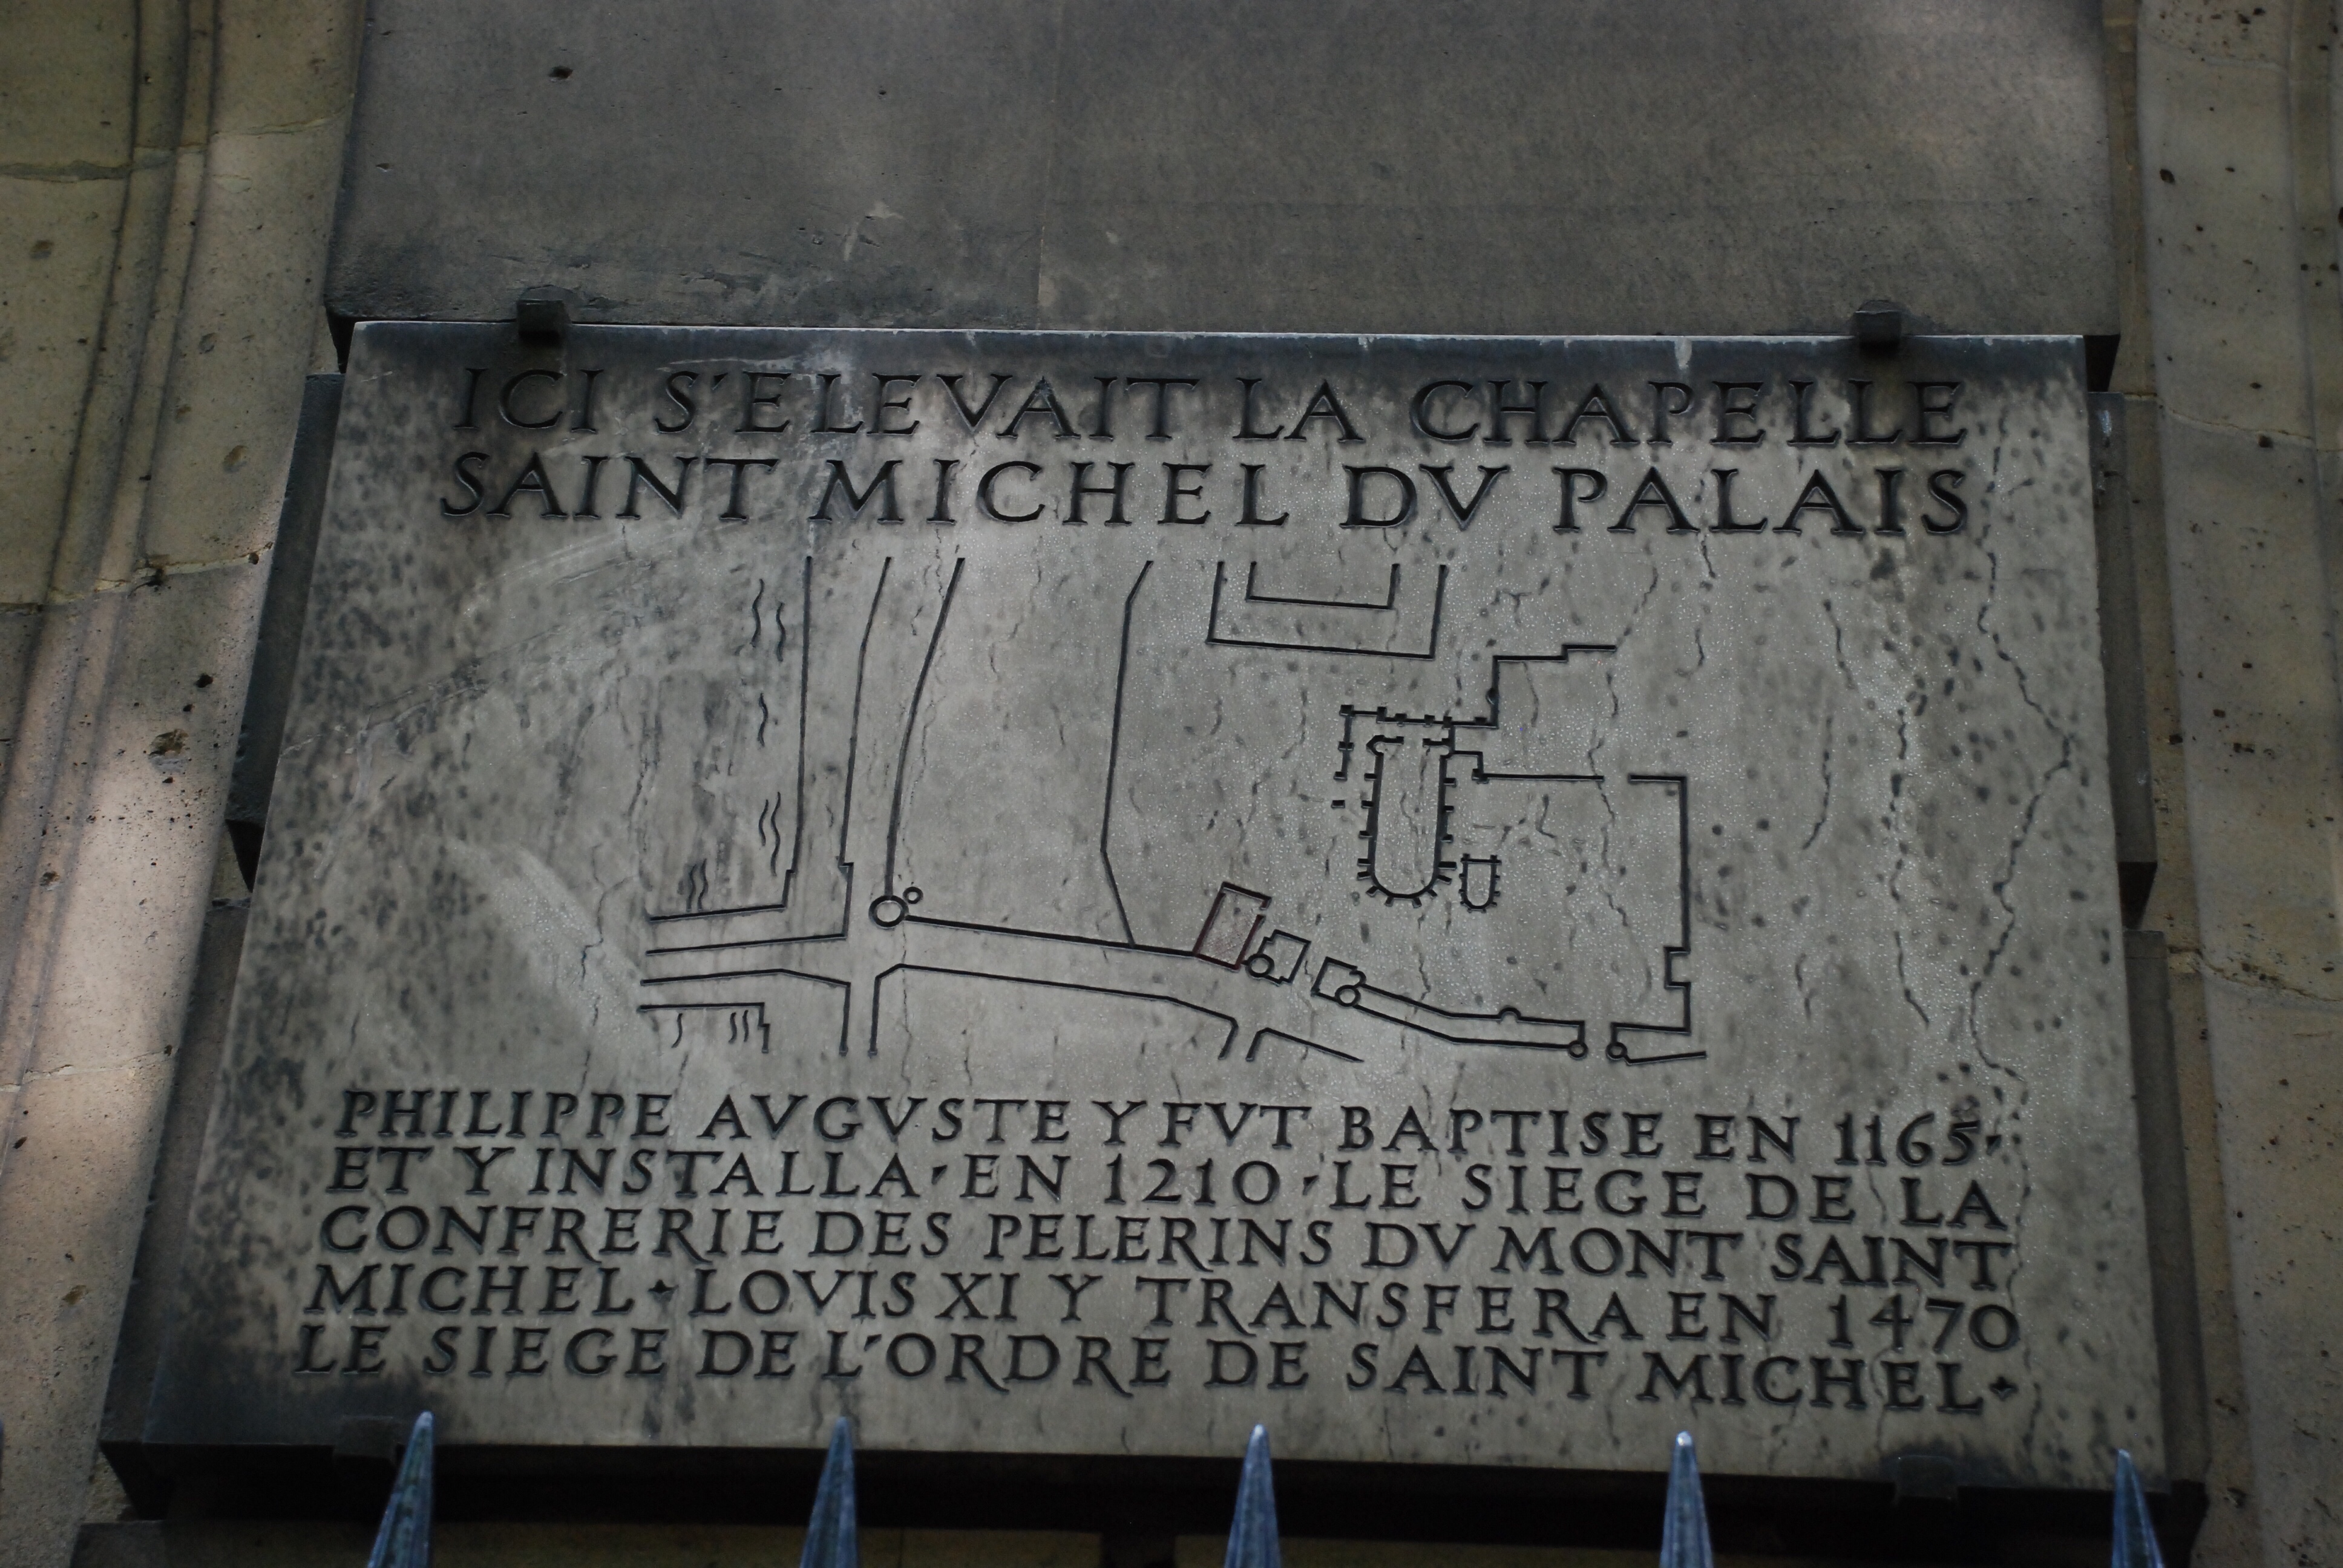 ICI S'ELEVAIT LA CHAPELLE
SAINT MICHEL DV PALAIS
PHILIPPE AVGVSTE Y FVT BAPTISE EN 1165,
ET Y INSTALLA, EN 1210, LE SIEGE DE LA
CONFRERIE DES PELERINS DV MONT SAINT
MICHEL. LOVIS XI Y TRANSFERA EN 1470
LE SIEGE DE L'ORDRE DE SAINT MICHEL.